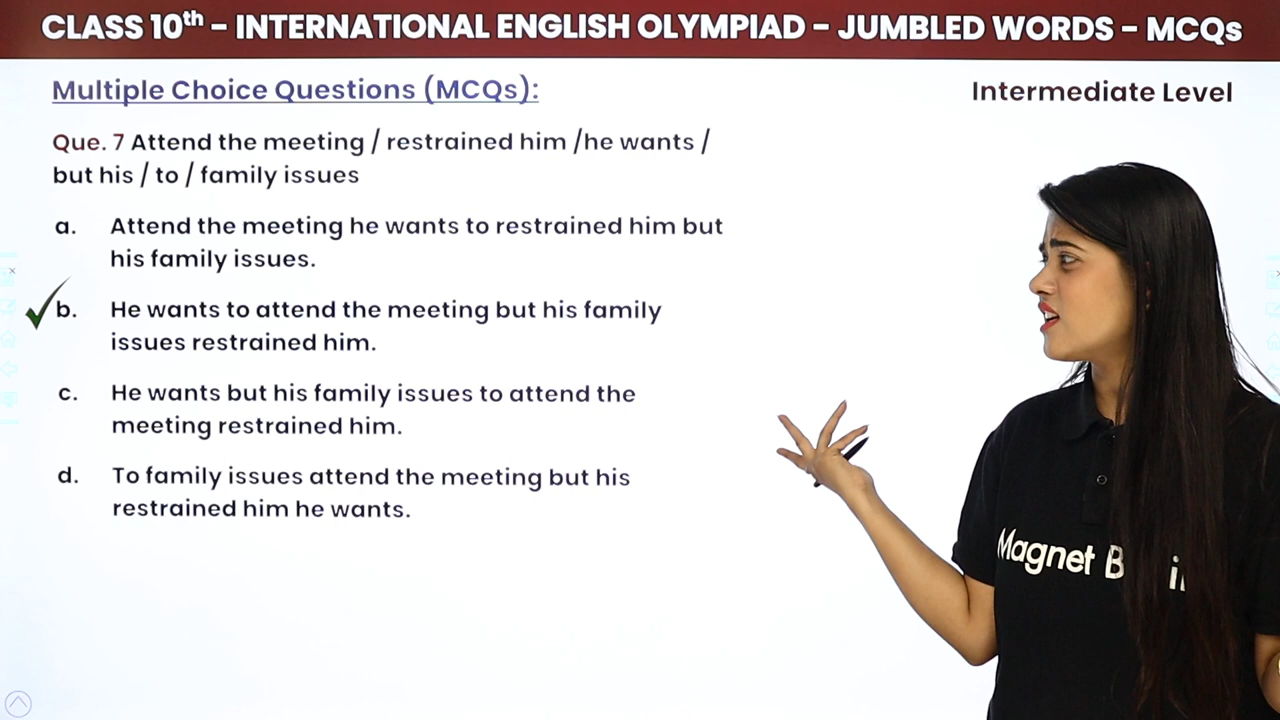 CLASS 10th – INTERNATIONAL ENGLISH OLYMPIAD – JUMBLED WORDS – MCQs
Multiple Choice Questions (MCQs):
Intermediate Level
Que. 7 Attend the meeting / restrained him /he wants /
but his / to / family issues
a. Attend the meeting he wants to restrained him but
his family issues.
b. He wants to attend the meeting but his family
issues restrained him.
c. He wants but his family issues to attend the
meeting restrained him.
d. To family issues attend the meeting but his
restrained him he wants.
Magnet B